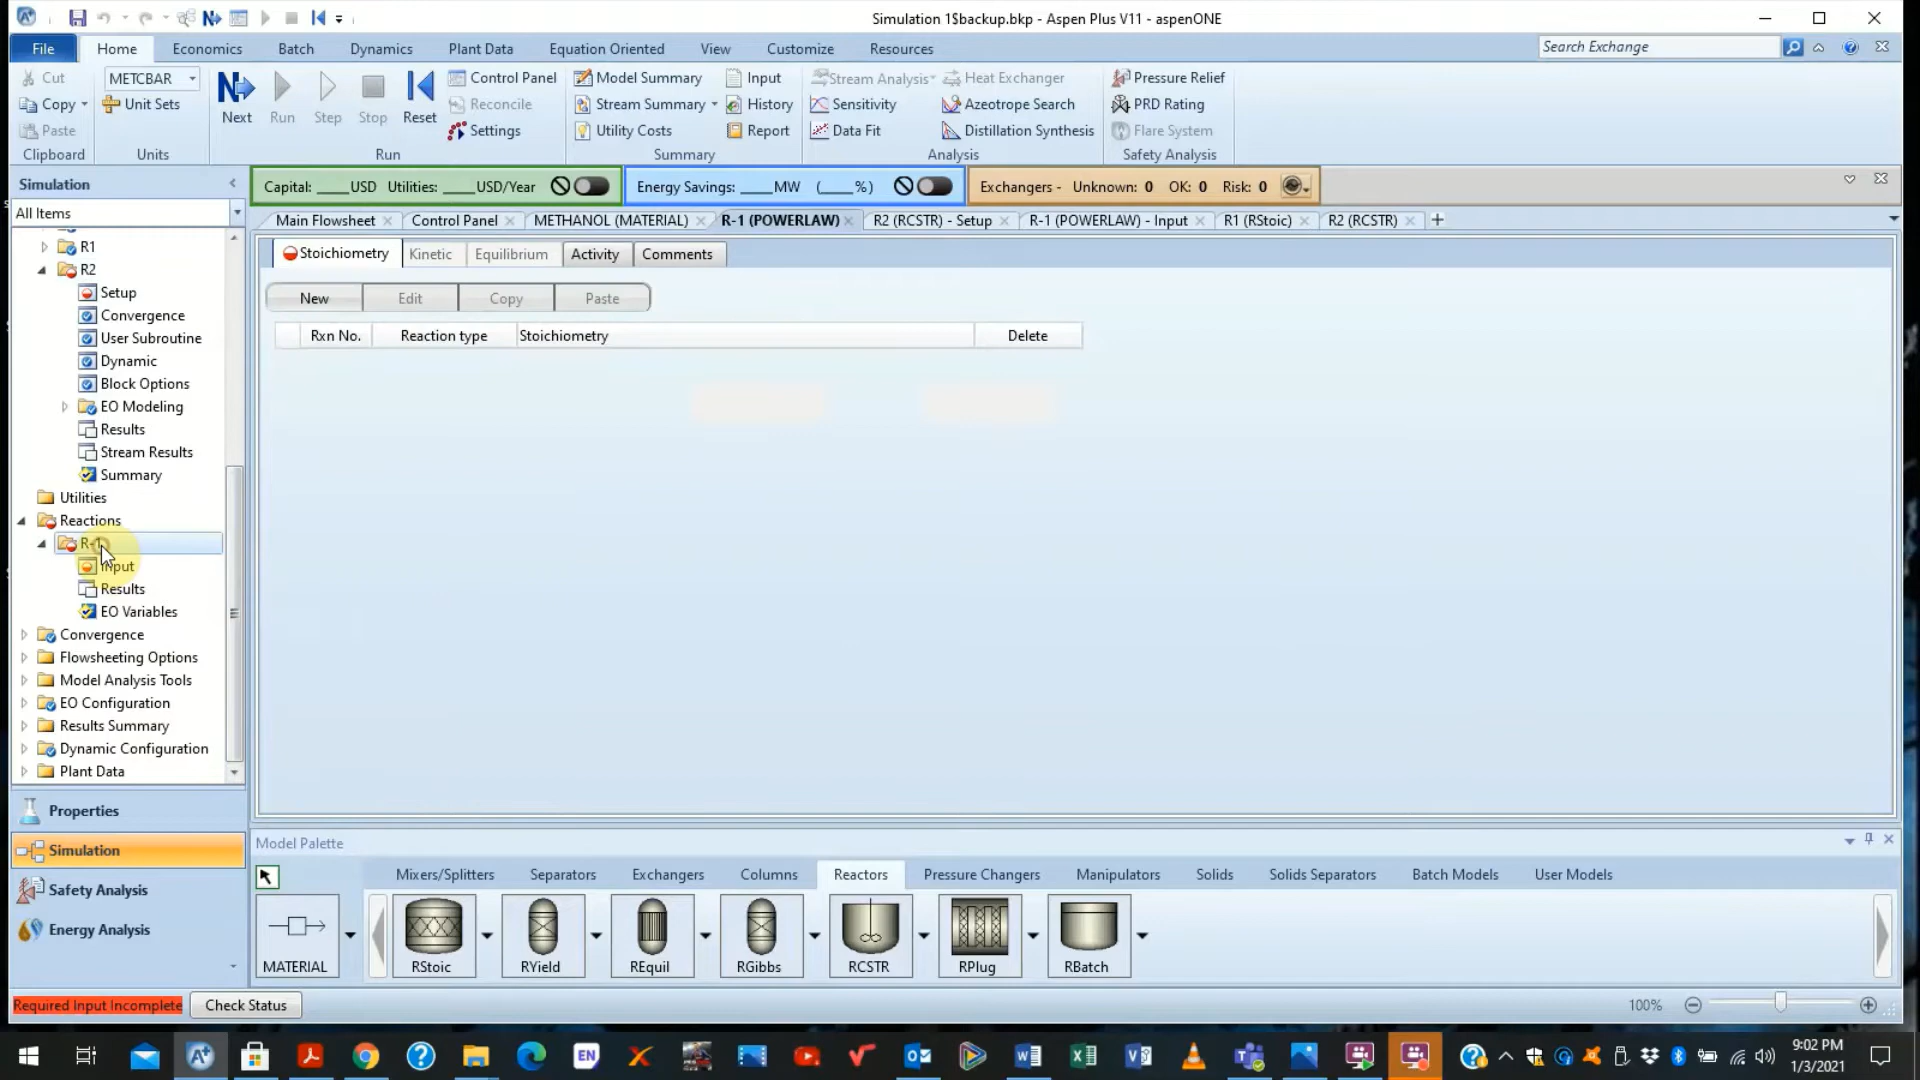 Simulation 1$backup.bkp - Aspen Plus V11 - aspenONE
File Home Economics Batch Dynamics Plant Data Equation Oriented View Customize Resources Search Exchange
Cut METCBAR Control Panel Model Summary Input Stream Analysis Heat Exchanger Pressure Relief
Copy Unit Sets Next Run Step Stop Reset Reconcile Stream Summary History Sensitivity Azeotrope Search PRD Rating
Paste Settings Utility Costs Report Data Fit Distillation Synthesis Flare System
Clipboard Units Run Summary Analysis Safety Analysis
Simulation Capital: ____USD Utilities: ____USD/Year Energy Savings: ____MW (____%) Exchangers - Unknown: 0 OK: 0 Risk: 0
All Items Main Flowsheet Control Panel METHANOL (MATERIAL) R-1 (POWERLAW) R2 (RCSTR) - Setup R-1 (POWERLAW) - Input R1 (RStoic) R2 (RCSTR)
Stoichiometry Kinetic Equilibrium Activity Comments
New Edit Copy Paste
Rxn No. Reaction type Stoichiometry Delete
R1
R2
Setup
Convergence
User Subroutine
Dynamic
Block Options
EO Modeling
Results
Stream Results
Summary
Utilities
Reactions
R-1
Input
Results
EO Variables
Convergence
Flowsheeting Options
Model Analysis Tools
EO Configuration
Results Summary
Dynamic Configuration
Plant Data
Properties
Simulation
Safety Analysis
Energy Analysis
Model Palette
Mixers/Splitters Separators Exchangers Columns Reactors Pressure Changers Manipulators Solids Solids Separators Batch Models User Models
MATERIAL RStoic RYield REquil RGibbs RCSTR RPlug RBatch
Required Input Incomplete Check Status 100%
EN
9:02 PM
1/3/2021